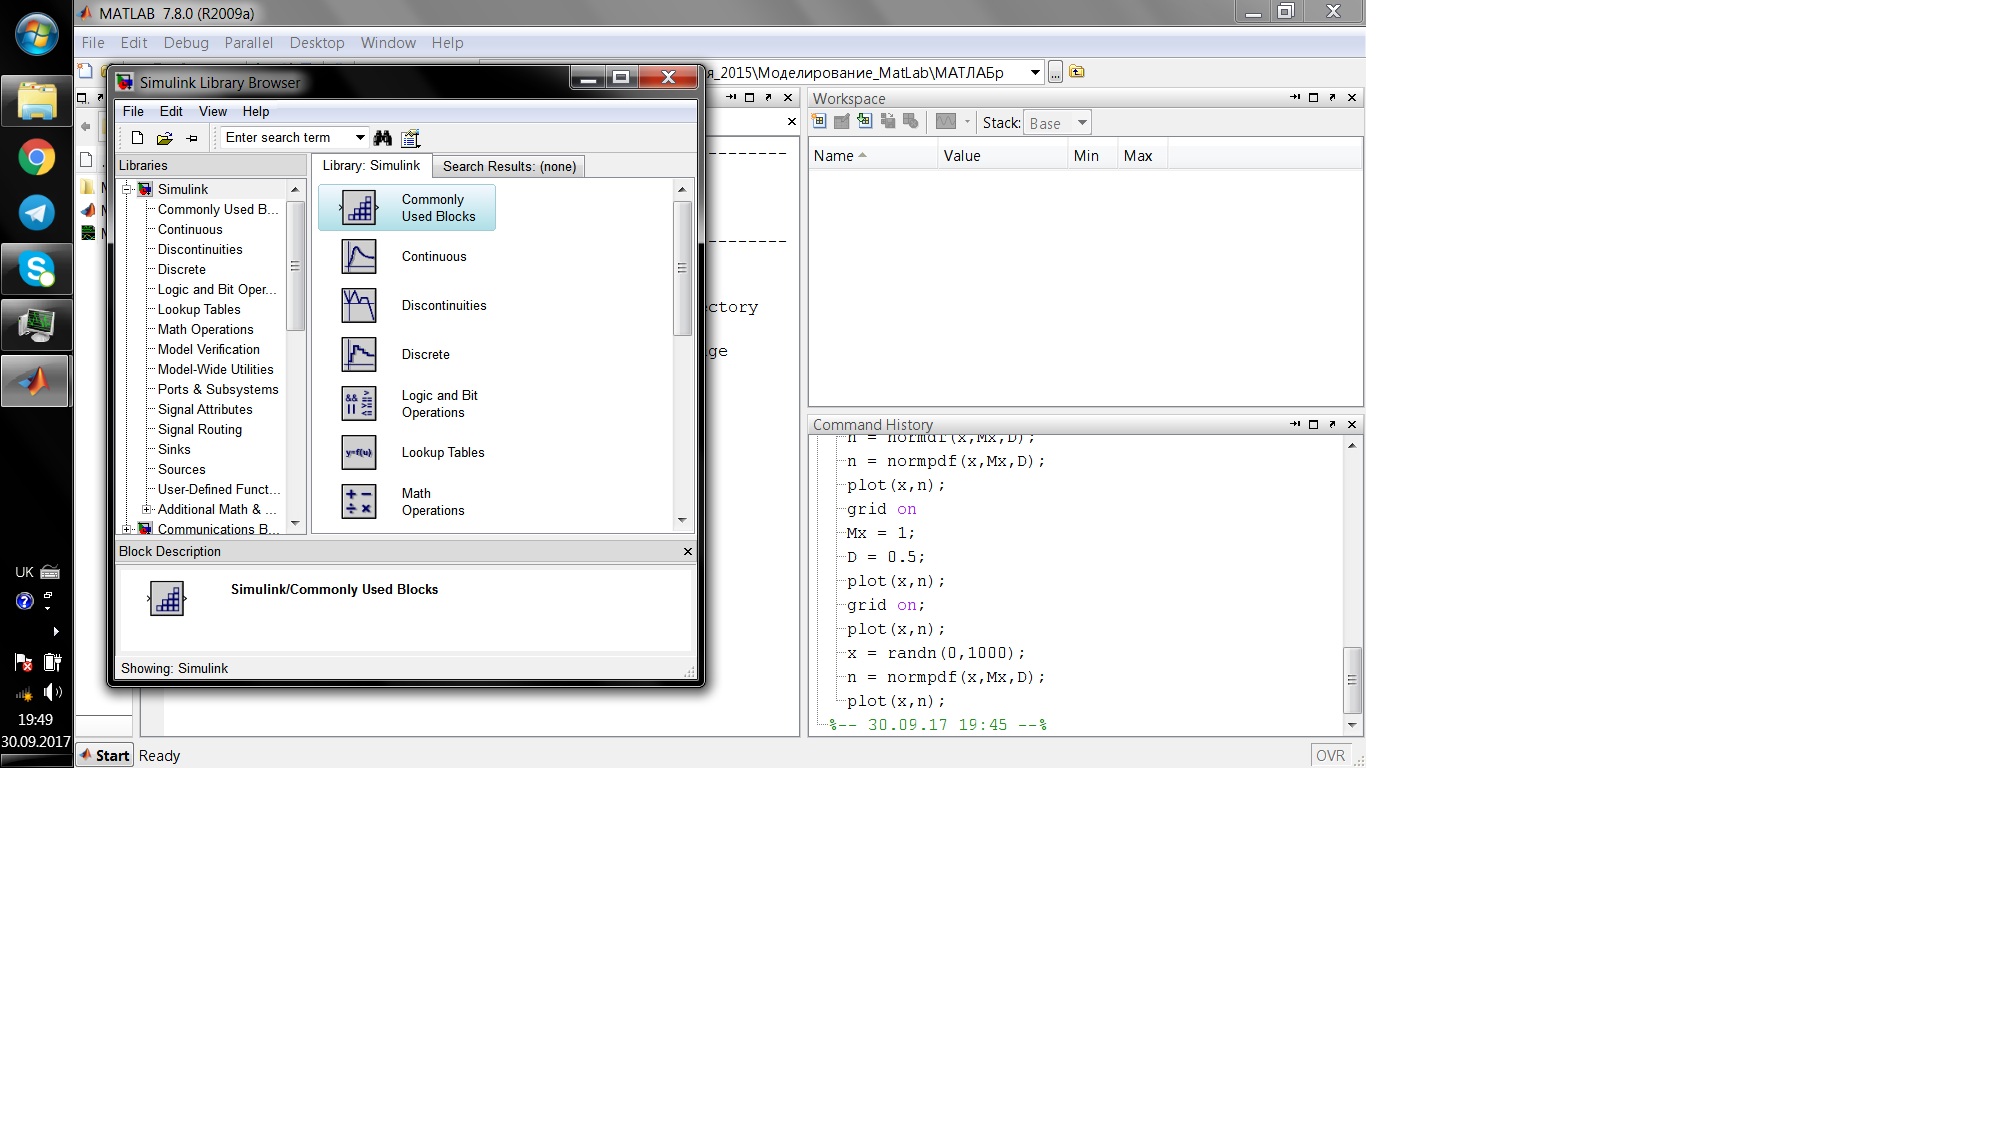 MATLAB 7.8.0 (R2009a)
File Edit Debug Parallel Desktop Window Help
я_2015\Моделирование_MatLab\МАТЛАБр
...
Simulink Library Browser
File Edit View Help
Enter search term
Libraries
Simulink
Commonly Used B...
Continuous
Discontinuities
Discrete
Logic and Bit Oper...
Lookup Tables
Math Operations
Model Verification
Model-Wide Utilities
Ports & Subsystems
Signal Attributes
Signal Routing
Sinks
Sources
User-Defined Funct...
Additional Math & ...
Communications B...
Library: Simulink
Search Results: (none)
Commonly
Used Blocks
Continuous
Discontinuities
Discrete
&& >=
Logic and Bit
Operations
y=f(u)
Lookup Tables
Math
Operations
Block Description
Simulink/Commonly Used Blocks
Showing: Simulink
ectory
ge
Workspace
Stack: Base
Name Value Min Max
Command History
n = normdf(x,Mx,D);
n = normpdf(x,Mx,D);
plot(x,n);
grid on
Mx = 1;
D = 0.5;
plot(x,n);
grid on;
plot(x,n);
x = randn(0,1000);
n = normpdf(x,Mx,D);
plot(x,n);
%-- 30.09.17 19:45 --%
UK
19:49
30.09.2017
Start Ready
OVR